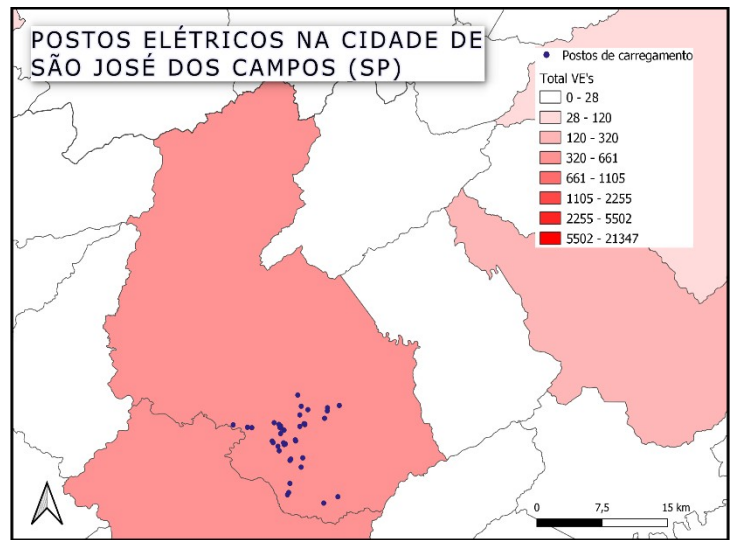 POSTOS ELÉTRICOS NA CIDADE DE
SÃO JOSÉ DOS CAMPOS (SP)
Postos de carregamento
Total VE's
0 - 28
28 - 120
120 - 320
320 - 661
661 - 1105
1105 - 2255
2255 - 5502
5502 - 21347
0 7,5 15 km